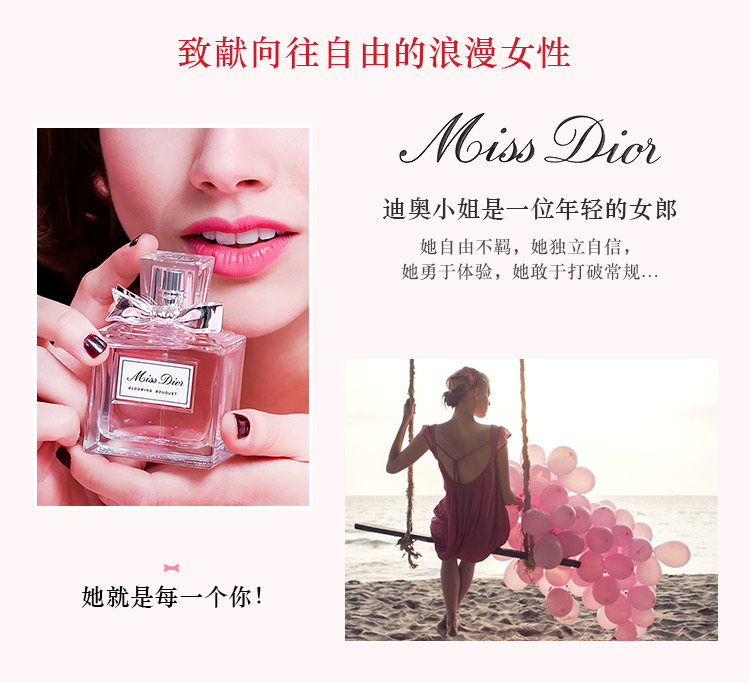 致献向往自由的浪漫女性
Miss Dior
迪奥小姐是一位年轻的女郎
她自由不羁，她独立自信，
她勇于体验，她敢于打破常规...
Miss Dior
BLOOMING BOUQUET
她就是每一个你！